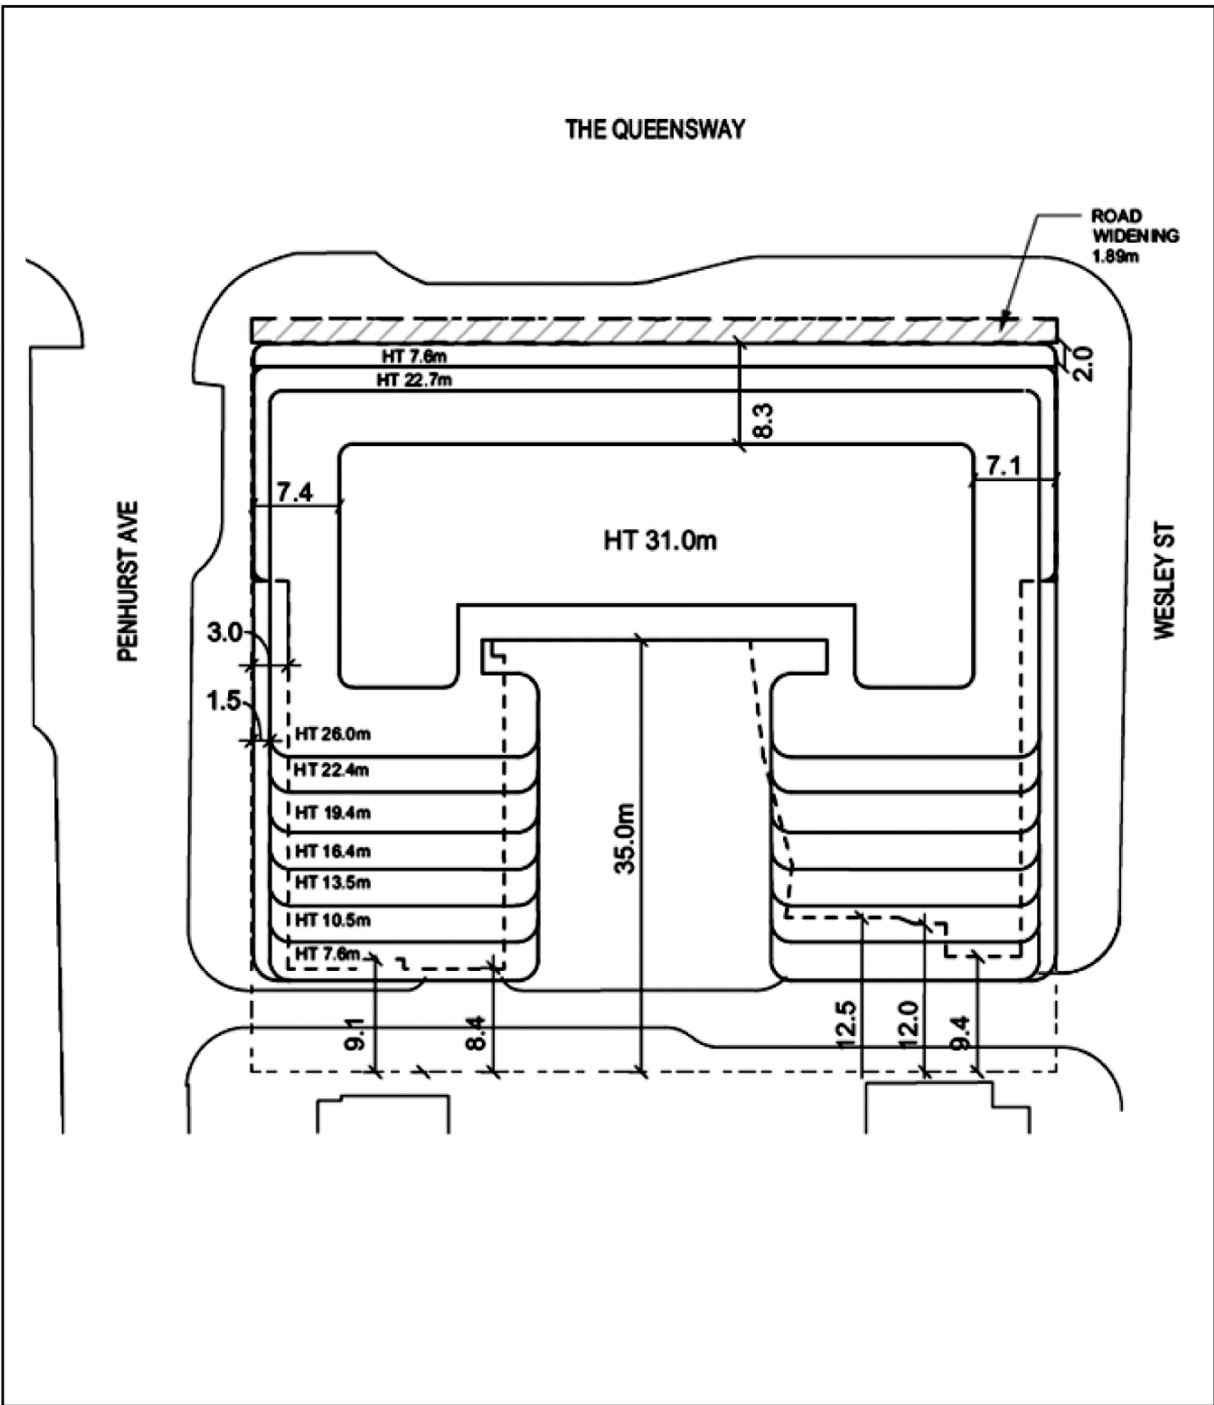 THE QUEENSWAY
ROAD
WIDENING
1.89m
HT 7.6m
2.0
HT 22.7m
8.3
7.1
7.4
HT 31.0m
PENHURST AVE
WESLEY ST
3.0
1.5
HT 26.0m
HT 22.4m
HT 19.4m
35.0m
HT 16.4m
HT 13.5m
HT 10.5m
HT 7.6m
9.1
8.4
12.5
12.0
9.4